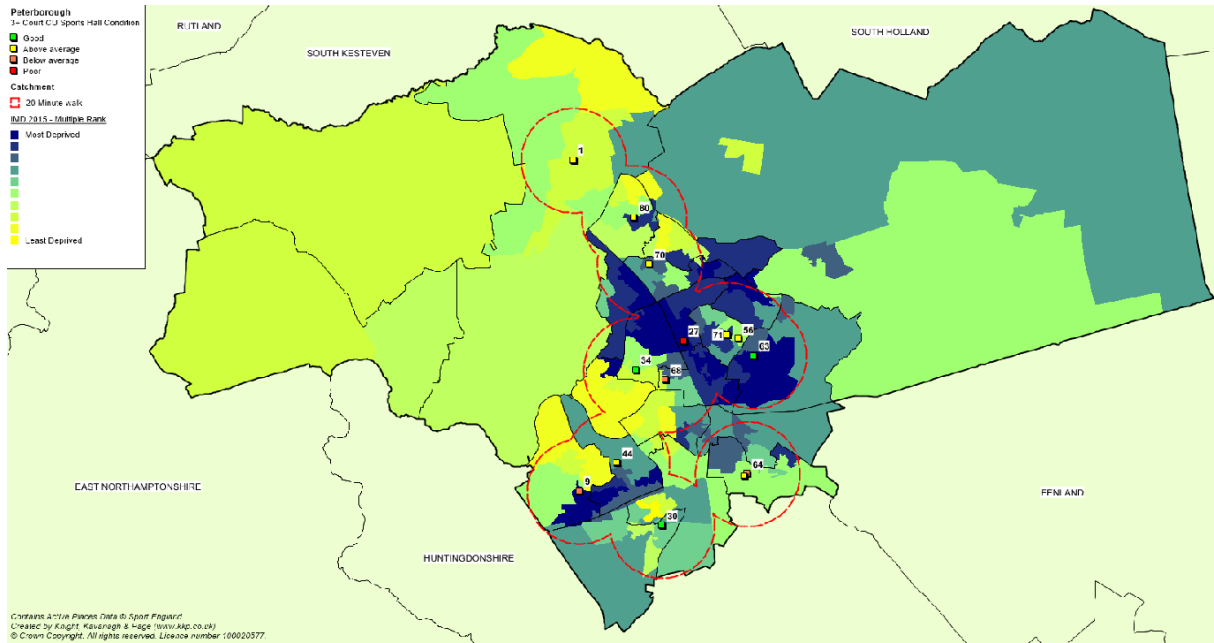 Peterborough
3+ Court CU Sports Hall Condition
Good
Above average
Below average
Poor
Catchment
20 Minute walk
IMD 2015 - Multiple Rank
Most Deprived
Least Deprived
RUTLAND
SOUTH KESTEVEN
SOUTH HOLLAND
1
80
70
27
71
56
63
34
68
44
9
64
30
EAST NORTHAMPTONSHIRE
HUNTINGDONSHIRE
FENLAND
Contains Active Places Data © Sport England
Created by Knight, Kavanagh & Page (www.kkp.co.uk)
© Crown Copyright. All rights reserved. Licence number 100020577.